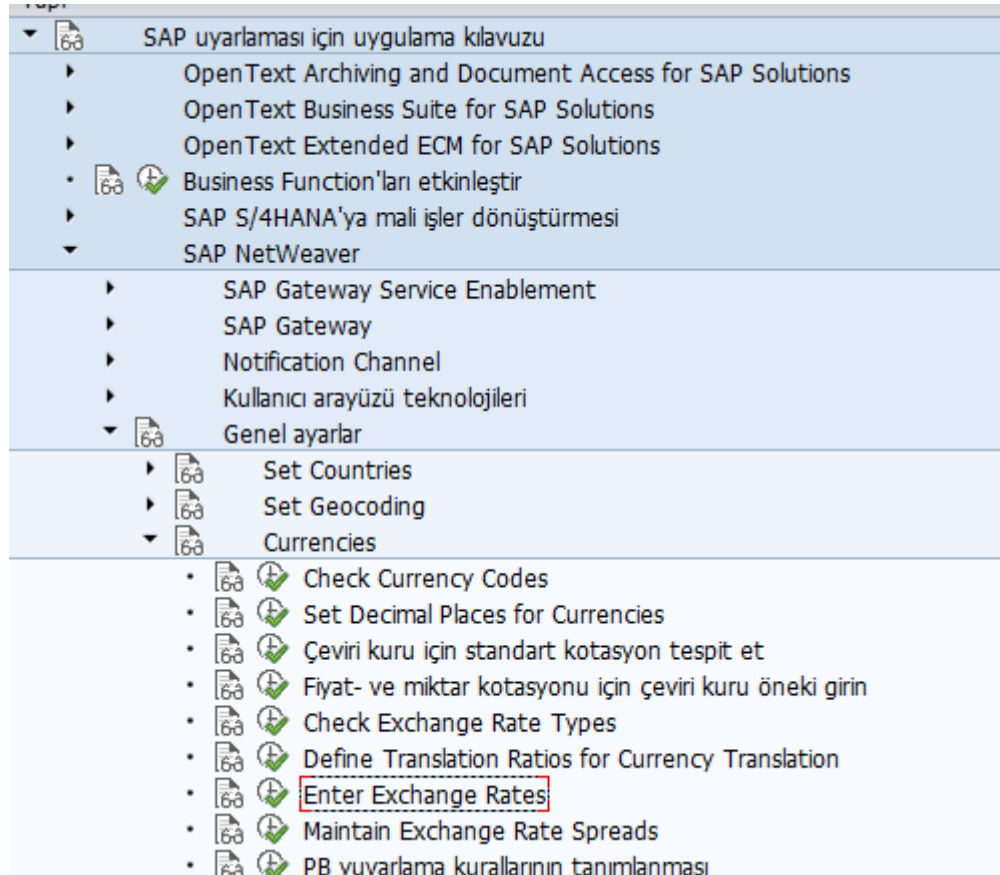 Yapı
SAP uyarlaması için uygulama kılavuzu
OpenText Archiving and Document Access for SAP Solutions
OpenText Business Suite for SAP Solutions
OpenText Extended ECM for SAP Solutions
Business Function'ları etkinleştir
SAP S/4HANA'ya mali işler dönüştürmesi
SAP NetWeaver
SAP Gateway Service Enablement
SAP Gateway
Notification Channel
Kullanıcı arayüzü teknolojileri
Genel ayarlar
Set Countries
Set Geocoding
Currencies
Check Currency Codes
Set Decimal Places for Currencies
Çeviri kuru için standart kotasyon tespit et
Fiyat- ve miktar kotasyonu için çeviri kuru öneki girin
Check Exchange Rate Types
Define Translation Ratios for Currency Translation
Enter Exchange Rates
Maintain Exchange Rate Spreads
PB yuvarlama kurallarının tanımlanması